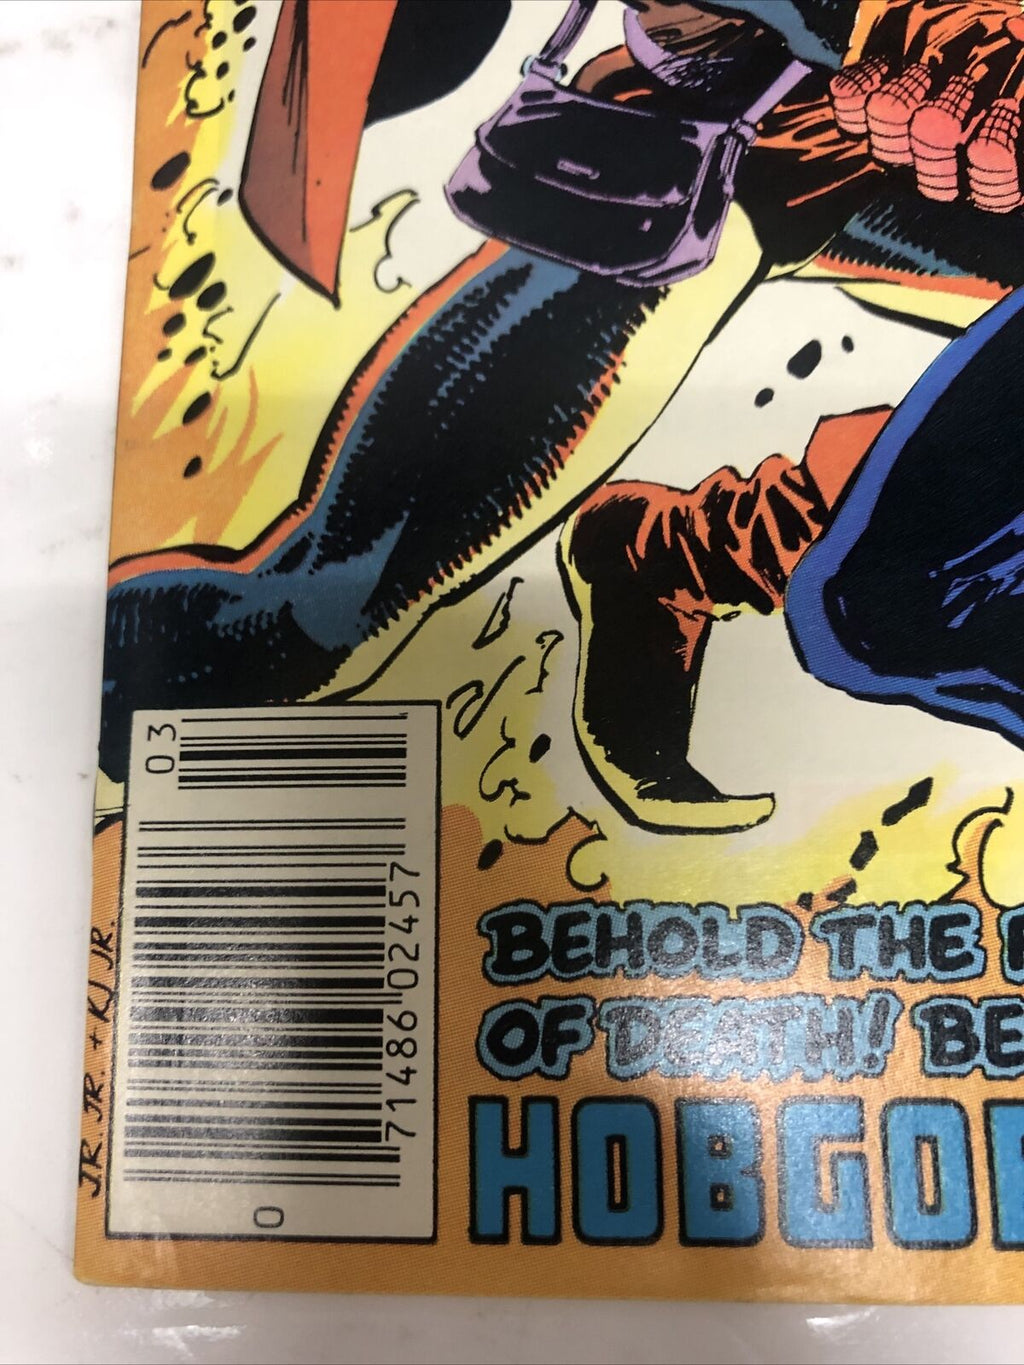 03
71486 02457
0
JR. JR. + KJ JR.
BEHOLD THE
OF DEATH! BE
HOBGO